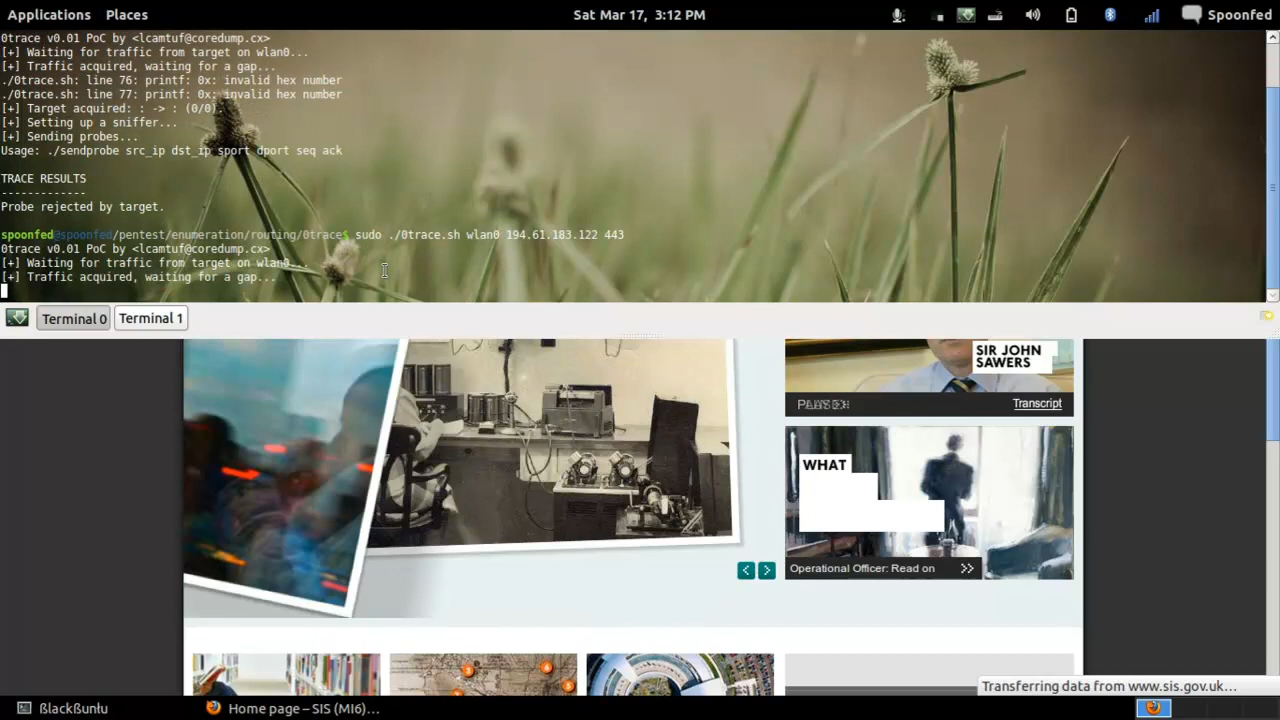 Applications Places Sat Mar 17, 3:12 PM Spoonfed
0trace v0.01 PoC by <lcamtuf@coredump.cx>
[+] Waiting for traffic from target on wlan0...
[+] Traffic acquired, waiting for a gap...
./0trace.sh: line 76: printf: 0x: invalid hex number
./0trace.sh: line 77: printf: 0x: invalid hex number
[+] Target acquired: : -> : (0/0).
[+] Setting up a sniffer...
[+] Sending probes...
Usage: ./sendprobe src_ip dst_ip sport dport seq ack
TRACE RESULTS
-------------
Probe rejected by target.
spoonfed@spoonfed/pentest/enumeration/routing/0trace$ sudo ./0trace.sh wlan0 194.61.183.122 443
0trace v0.01 PoC by <lcamtuf@coredump.cx>
[+] Waiting for traffic from target on wlan0...
[+] Traffic acquired, waiting for a gap...
Terminal 0 Terminal 1
SIR JOHN
SAWERS
Transcript
WHAT
Operational Officer: Read on >>
Transferring data from www.sis.gov.uk...
ßlackßunłu Home page – SIS (MI6)...